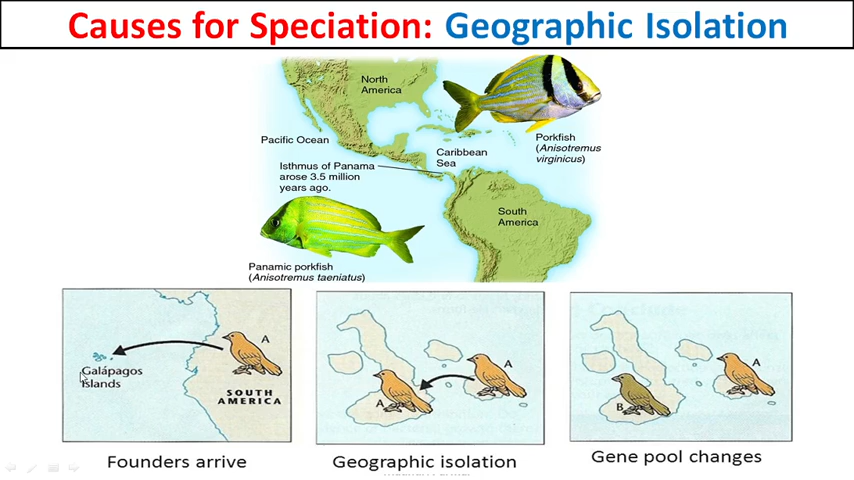 Causes for Speciation: Geographic Isolation
North
America
Pacific Ocean
Porkfish
(Anisotremus
virginicus)
Caribbean
Sea
Isthmus of Panama
arose 3.5 million
years ago.
South
America
Panamic porkfish
(Anisotremus taeniatus)
A
Galápagos
Islands
SOUTH
AMERICA
A
A
A
B
Founders arrive
Geographic isolation
Gene pool changes